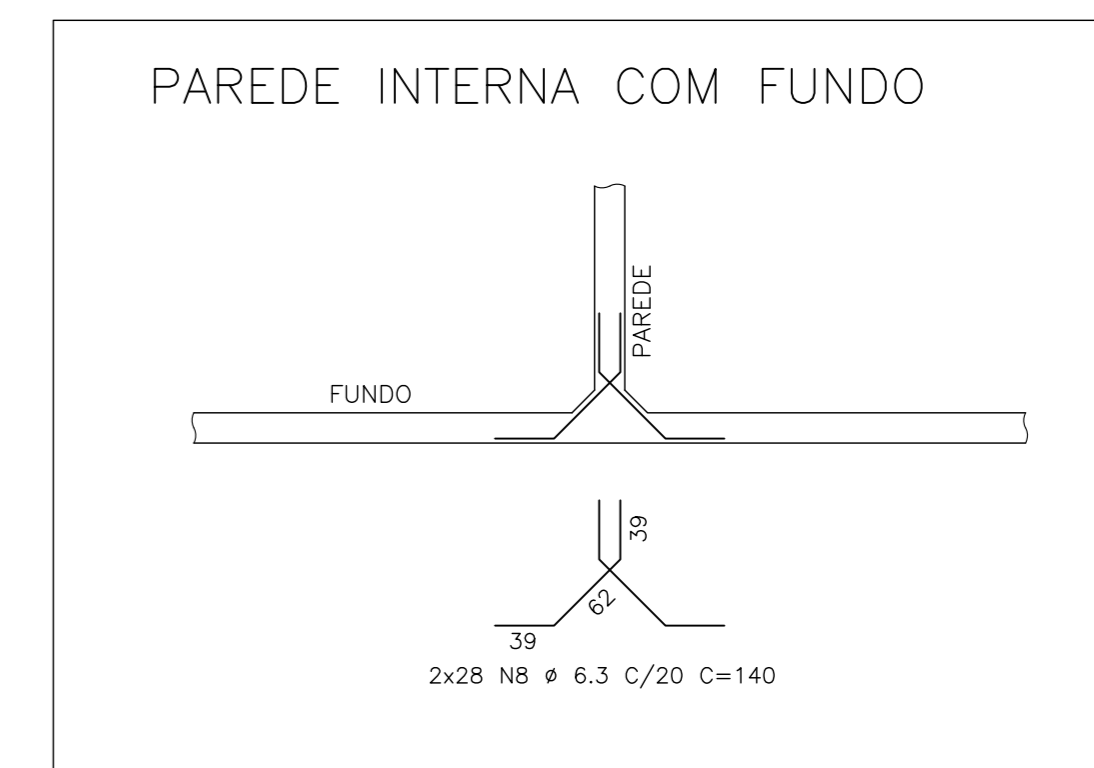 PAREDE INTERNA COM FUNDO
PAREDE
FUNDO
39
62
39
2x28 N8 ø 6.3 C/20 C=140